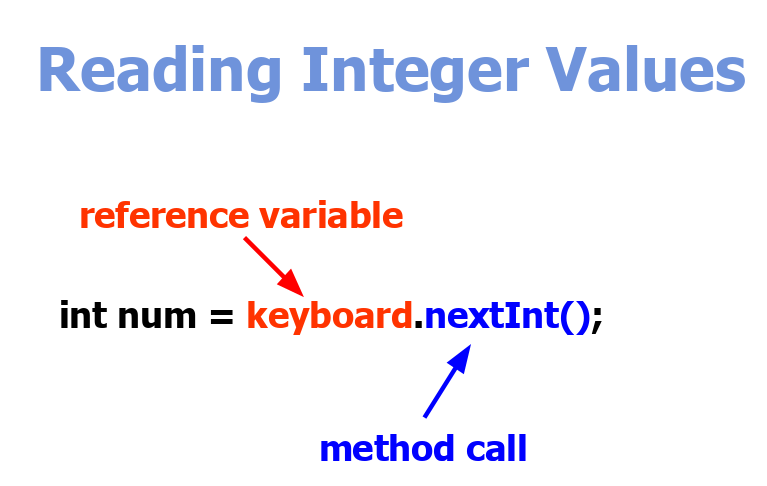 Reading Integer Values
reference variable
int num = keyboard.nextInt();
method call